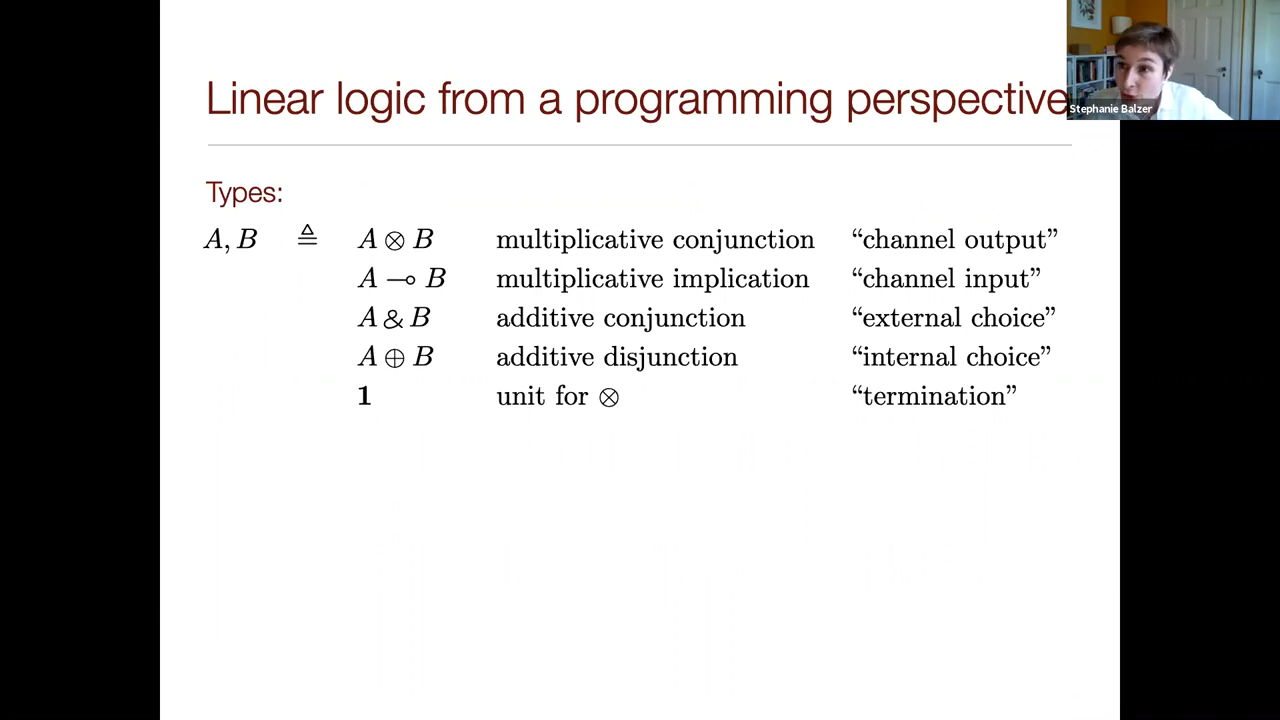 Linear logic from a programming perspective
Stephanie Balzer
Types:
A, B ≜ A ⊗ B multiplicative conjunction “channel output”
A ⊸ B multiplicative implication “channel input”
A & B additive conjunction “external choice”
A ⊕ B additive disjunction “internal choice”
1 unit for ⊗ “termination”